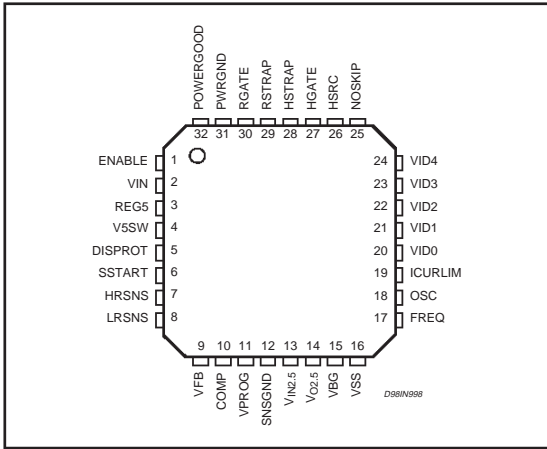 POWERGOOD
PWRGND
RGATE
RSTRAP
HSTRAP
HGATE
HSRC
NOSKIP
32 31 30 29 28 27 26 25
ENABLE 1 24 VID4
VIN 2 23 VID3
REG5 3 22 VID2
V5SW 4 21 VID1
DISPROT 5 20 VID0
SSTART 6 19 ICURLIM
HRSNS 7 18 OSC
LRSNS 8 17 FREQ
9 10 11 12 13 14 15 16
VFB
COMP
VPROG
SNSGND
VIN2.5
VO2.5
VBG
VSS
D98IN998